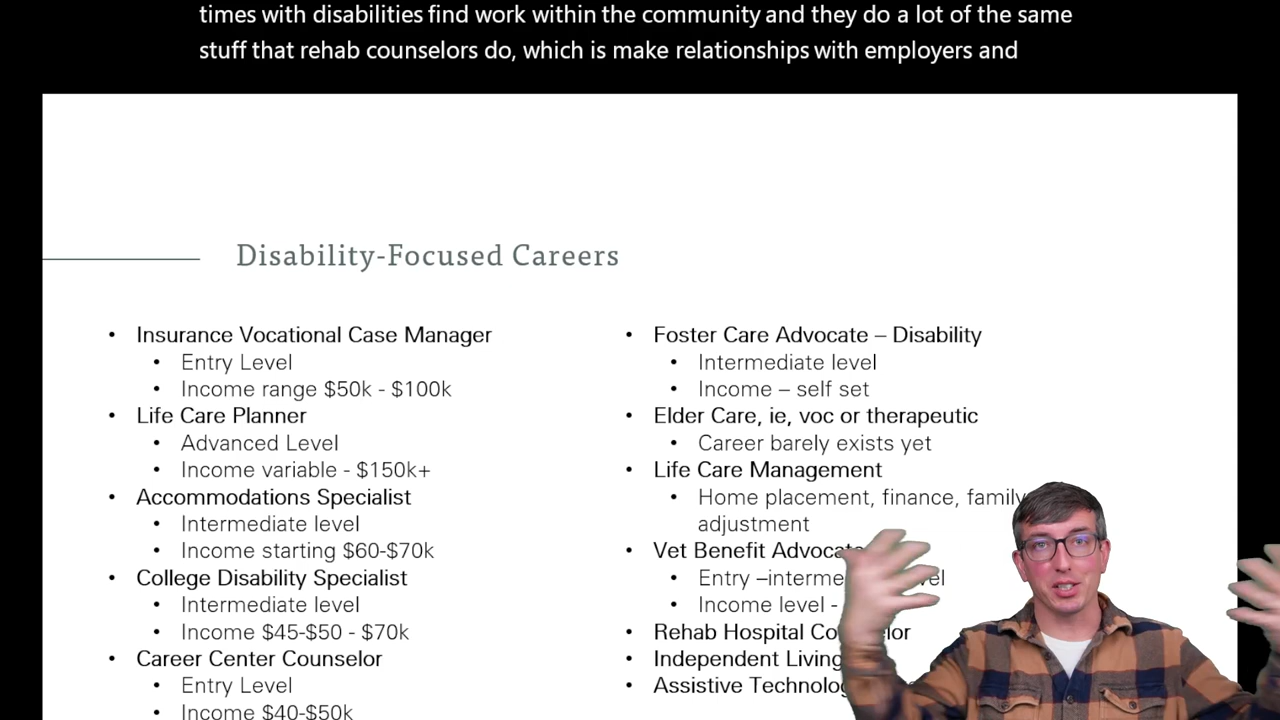 times with disabilities find work within the community and they do a lot of the same
stuff that rehab counselors do, which is make relationships with employers and
Disability-Focused Careers
• Insurance Vocational Case Manager
• Entry Level
• Income range $50k - $100k
• Life Care Planner
• Advanced Level
• Income variable - $150k+
• Accommodations Specialist
• Intermediate level
• Income starting $60-$70k
• College Disability Specialist
• Intermediate level
• Income $45-$50 - $70k
• Career Center Counselor
• Entry Level
• Income $40-$50k
• Foster Care Advocate – Disability
• Intermediate level
• Income – self set
• Elder Care, ie, voc or therapeutic
• Career barely exists yet
• Life Care Management
• Home placement, finance, family
adjustment
• Vet Benefit
• Entry
• Income level -
• Rehab Hospital
• Independent Living
• Assistive